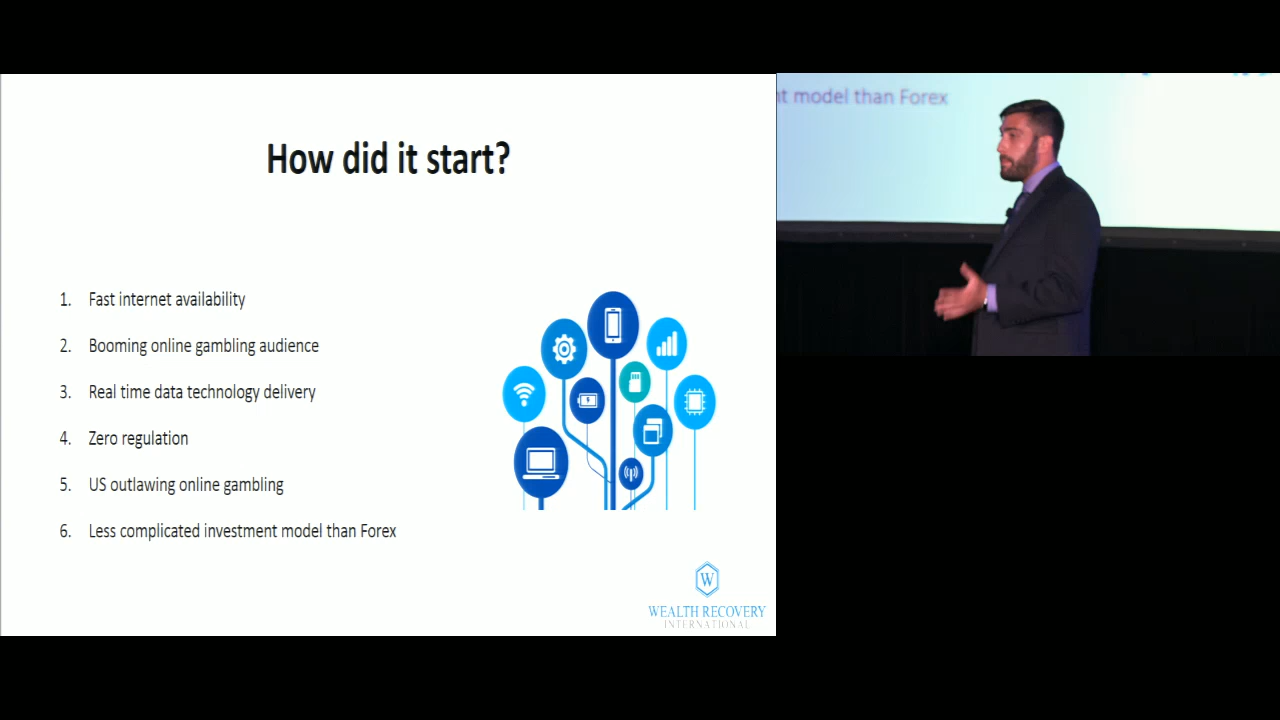 How did it start?
1. Fast internet availability
2. Booming online gambling audience
3. Real time data technology delivery
4. Zero regulation
5. US outlawing online gambling
6. Less complicated investment model than Forex
W
WEALTH RECOVERY
INTERNATIONAL
model than Forex